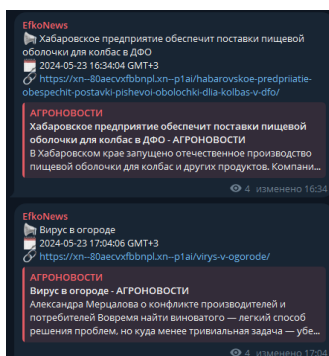 EfkoNews
Хабаровское предприятие обеспечит поставки пищевой
оболочки для колбас в ДФО
2024-05-23 16:34:04 GMT+3
https://xn--80aecvxfbbnpl.xn--p1ai/habarovskoe-predpriiatie-
obespechit-postavki-pishevoi-obolochki-dlia-kolbas-v-dfo/
АГРОНОВОСТИ
Хабаровское предприятие обеспечит поставки пищевой
оболочки для колбас в ДФО - АГРОНОВОСТИ
В Хабаровском крае запущено отечественное производство
пищевой оболочки для колбас и других продуктов. Компани...
4 изменено 16:34
EfkoNews
Вирус в огороде
2024-05-23 17:04:06 GMT+3
https://xn--80aecvxfbbnpl.xn--p1ai/virys-v-ogorode/
АГРОНОВОСТИ
Вирус в огороде - АГРОНОВОСТИ
Александра Мерцалова о конфликте производителей и
потребителей Вовремя найти виноватого — легкий способ
решения проблем, но куда менее тривиальная задача — убе...
4 изменено 17:04